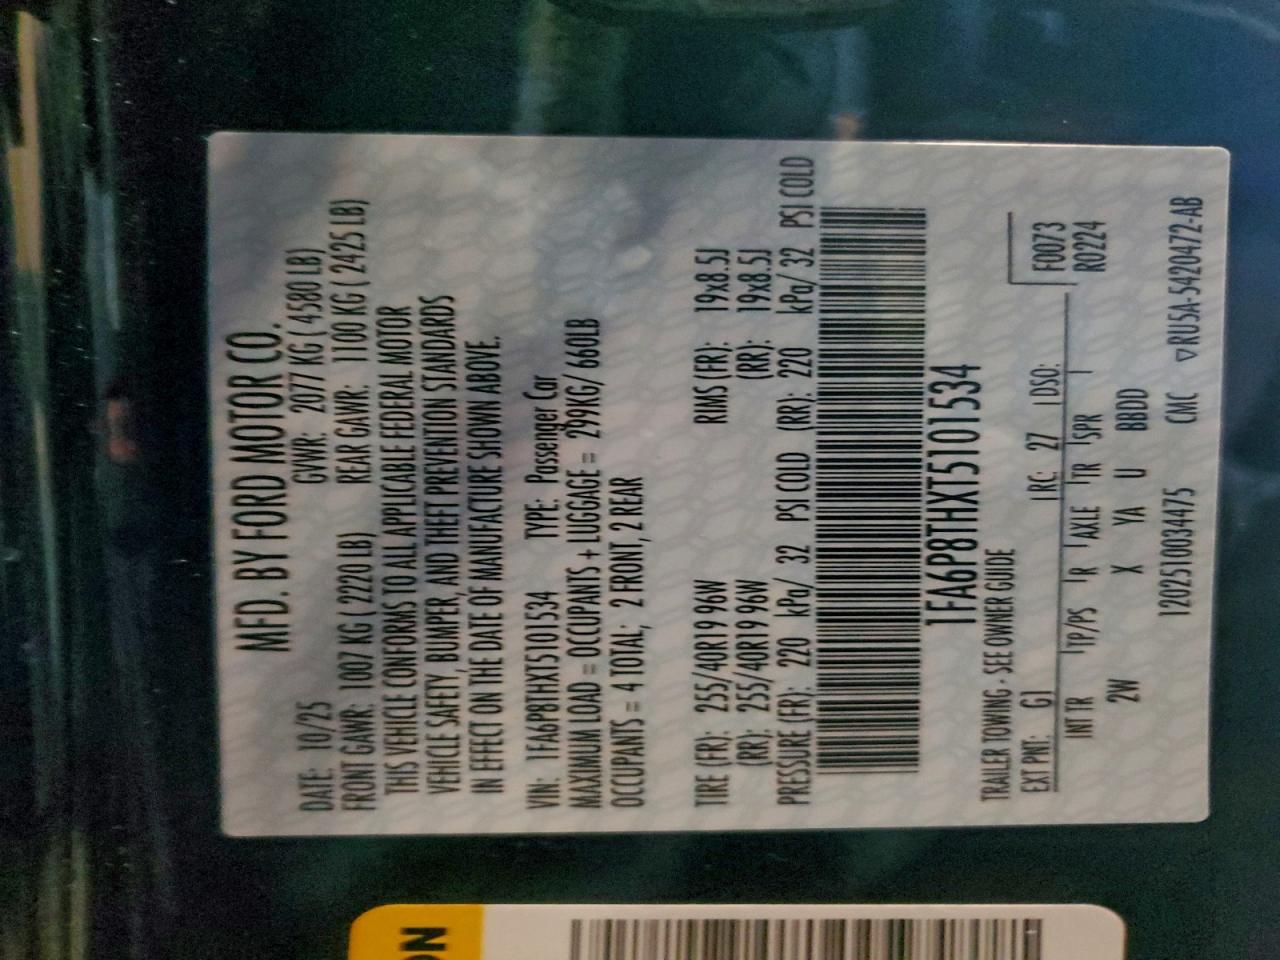 MFD. BY FORD MOTOR CO.
DATE: 10/25 GVWR: 2077 KG ( 4580 LB)
FRONT GAWR: 1007 KG ( 2220 LB) REAR GAWR: 1100 KG ( 2425 LB)
THIS VEHICLE CONFORMS TO ALL APPLICABLE FEDERAL MOTOR
VEHICLE SAFETY, BUMPER, AND THEFT PREVENTION STANDARDS
IN EFFECT ON THE DATE OF MANUFACTURE SHOWN ABOVE.
VIN: 1FA6P8THXT5101534 TYPE: Passenger Car
MAXIMUM LOAD = OCCUPANTS + LUGGAGE = 299KG/ 660LB
OCCUPANTS = 4 TOTAL; 2 FRONT, 2 REAR
TIRE (FR): 255/40R19 96W RIMS (FR): 19x8.5J
(RR): 255/40R19 96W (RR): 19x8.5J
PRESSURE (FR): 220 kPa/ 32 PSI COLD (RR): 220 kPa/ 32 PSI COLD
1FA6P8THXT5101534
TRAILER TOWING - SEE OWNER GUIDE
EXT PNT: G1 RC: 27 DSO: F0073
INT TR TP/PS R AXLE TR SPR R0224
2W X YA U BBDD
120251003​4475 CMC ▽RU5A-5420472-AB
ON